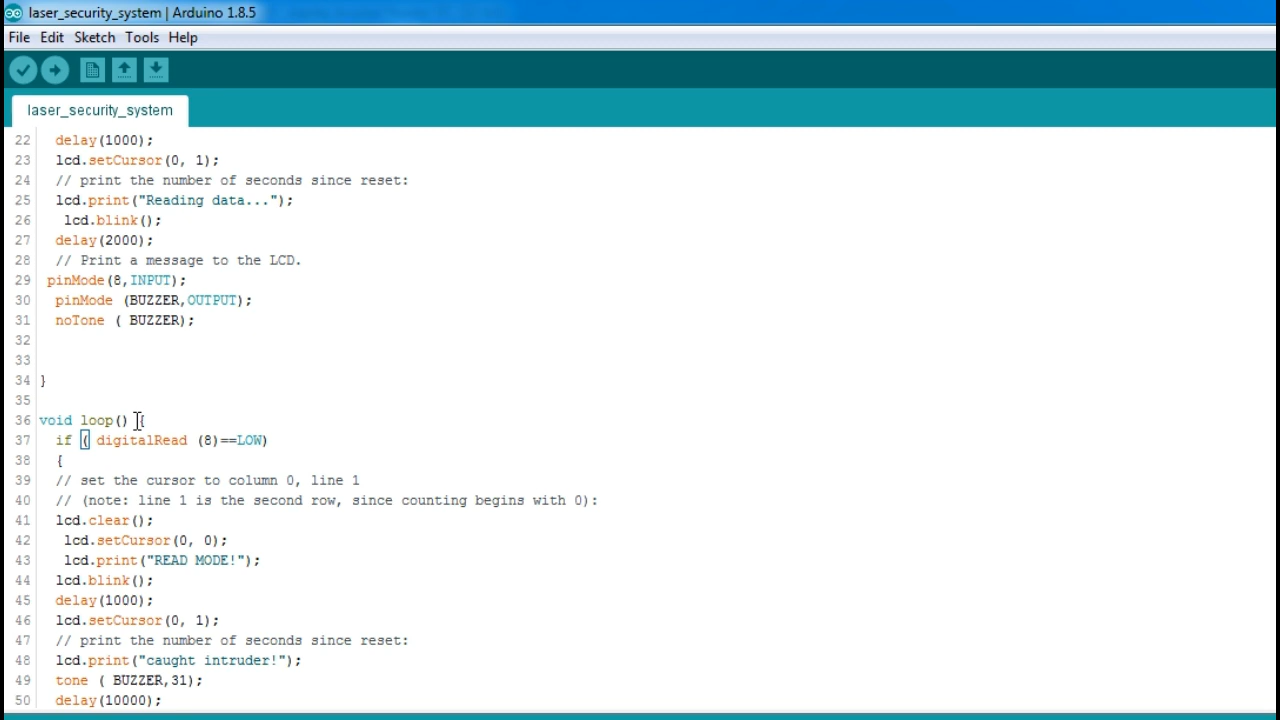 laser_security_system | Arduino 1.8.5
File Edit Sketch Tools Help
laser_security_system
22 delay(1000);
23 lcd.setCursor(0, 1);
24 // print the number of seconds since reset:
25 lcd.print("Reading data...");
26 lcd.blink();
27 delay(2000);
28 // Print a message to the LCD.
29 pinMode(8,INPUT);
30 pinMode (BUZZER,OUTPUT);
31 noTone ( BUZZER);
32
33
34 }
35
36 void loop() {
37 if ( digitalRead (8)==LOW)
38 {
39 // set the cursor to column 0, line 1
40 // (note: line 1 is the second row, since counting begins with 0):
41 lcd.clear();
42 lcd.setCursor(0, 0);
43 lcd.print("READ MODE!");
44 lcd.blink();
45 delay(1000);
46 lcd.setCursor(0, 1);
47 // print the number of seconds since reset:
48 lcd.print("caught intruder!");
49 tone ( BUZZER,31);
50 delay(10000);